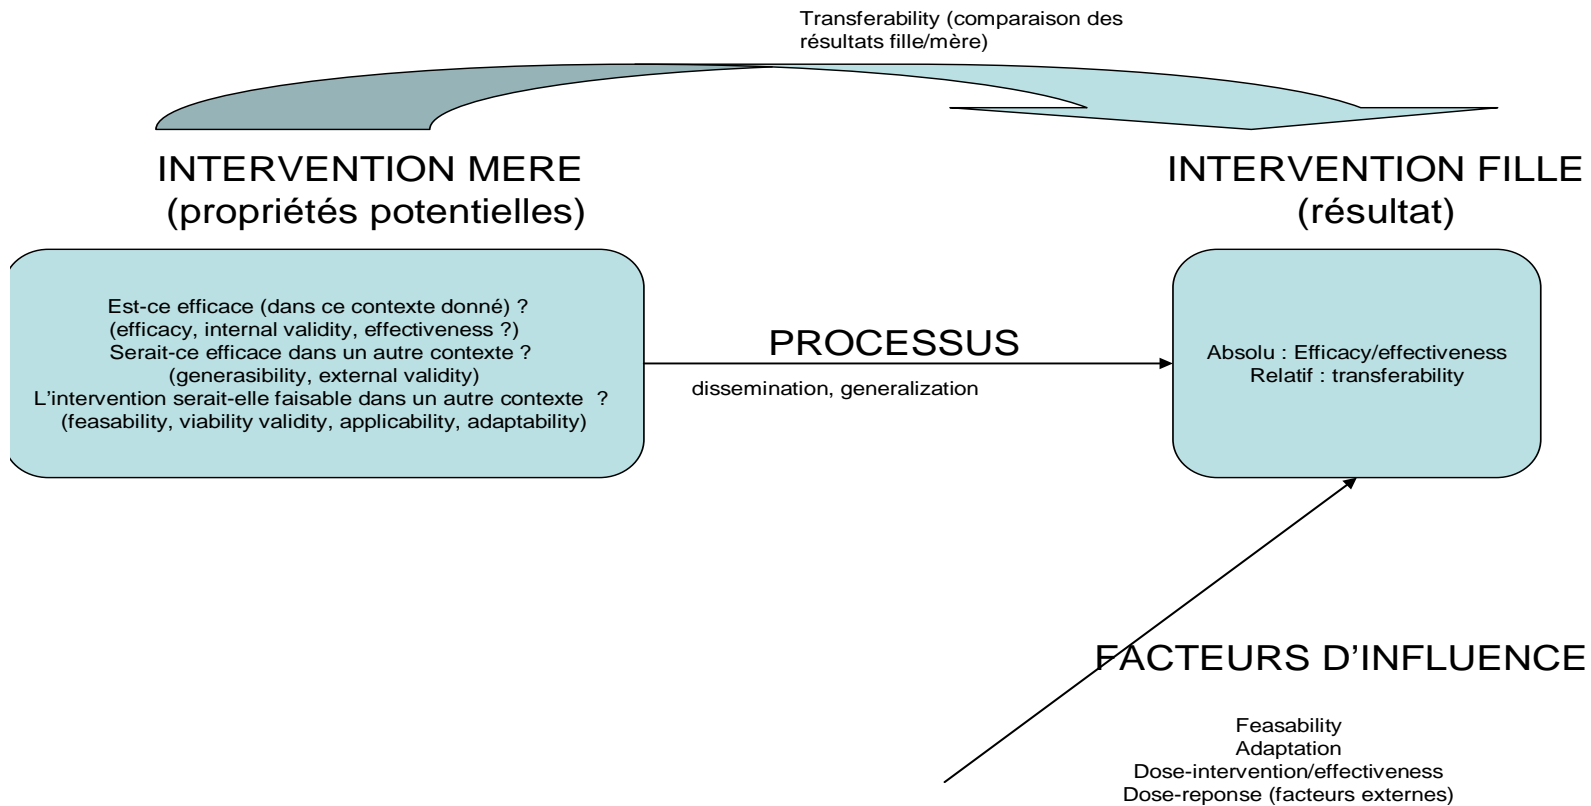 Transferability (comparaison des
résultats fille/mère)
INTERVENTION MERE
(propriétés potentielles)
INTERVENTION FILLE
(résultat)
Est-ce efficace (dans ce contexte donné) ?
(efficacy, internal validity, effectiveness ?)
Serait-ce efficace dans un autre contexte ?
(generasibility, external validity)
L’intervention serait-elle faisable dans un autre contexte  ?
(feasability, viability validity, applicability, adaptability)
PROCESSUS
dissemination, generalization
Absolu : Efficacy/effectiveness
Relatif : transferability
FACTEURS D’INFLUENCE
Feasability
Adaptation
Dose-intervention/effectiveness
Dose-reponse (facteurs externes)